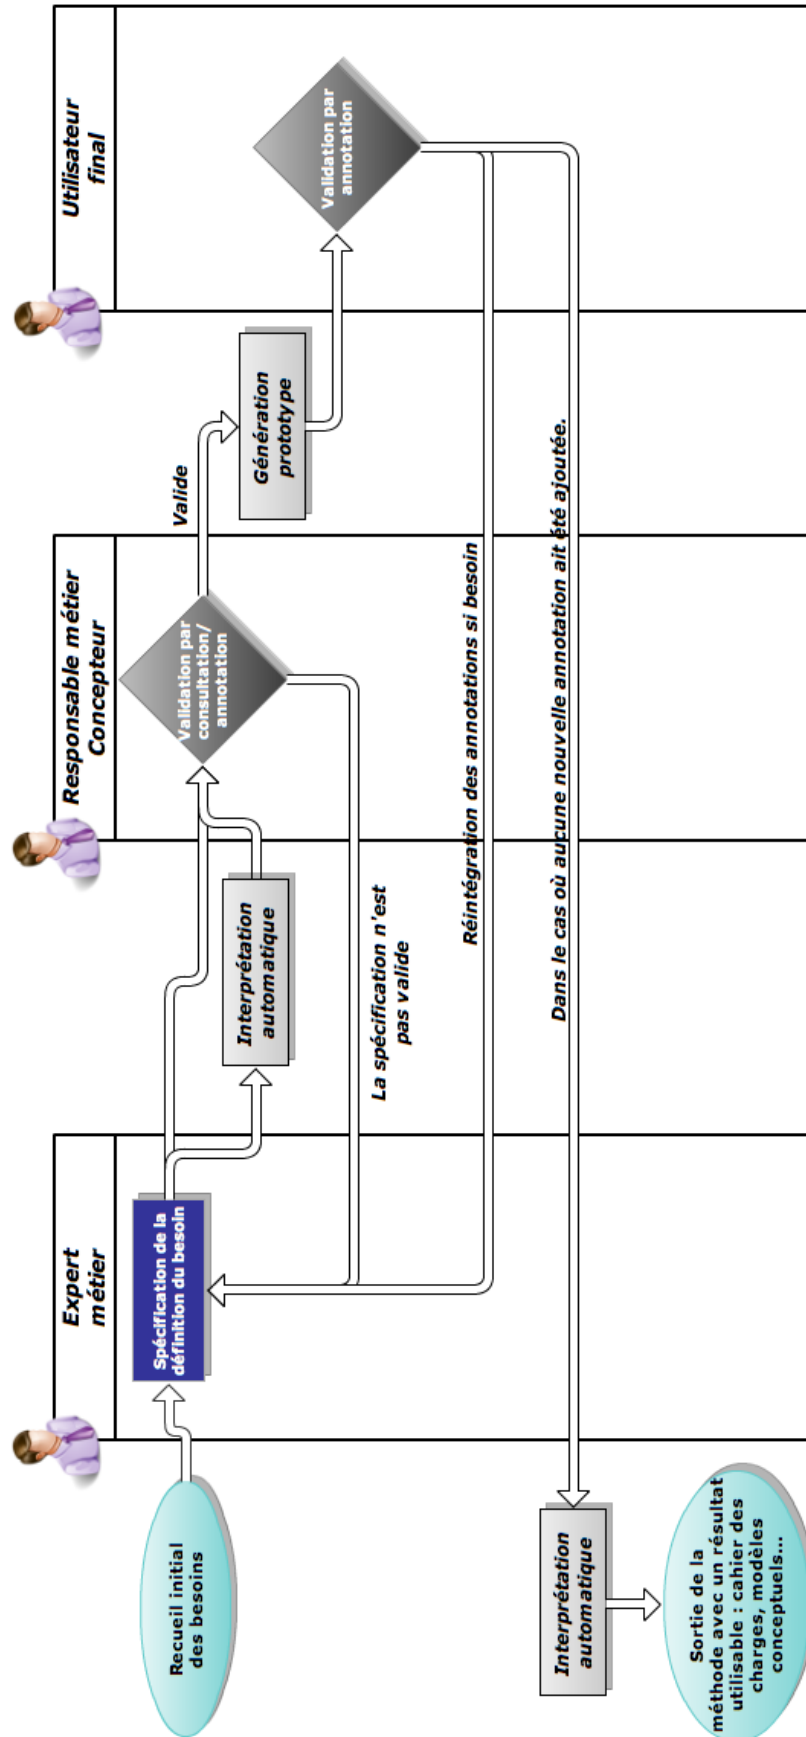 Recueil initial
des besoins
Expert
métier
Spécification de la
définition du besoin
Interprétation
automatique
Responsable métier
Concepteur
Validation par
consultation/
annotation
Valide
Génération
prototype
Utilisateur
final
Validation par
annotation
La spécification n'est
pas valide
Réintégration des annotations si besoin
Dans le cas où aucune nouvelle annotation ait été ajoutée.
Interprétation
automatique
Sortie de la
méthode avec un résultat
utilisable : cahier des
charges, modèles
conceptuels...